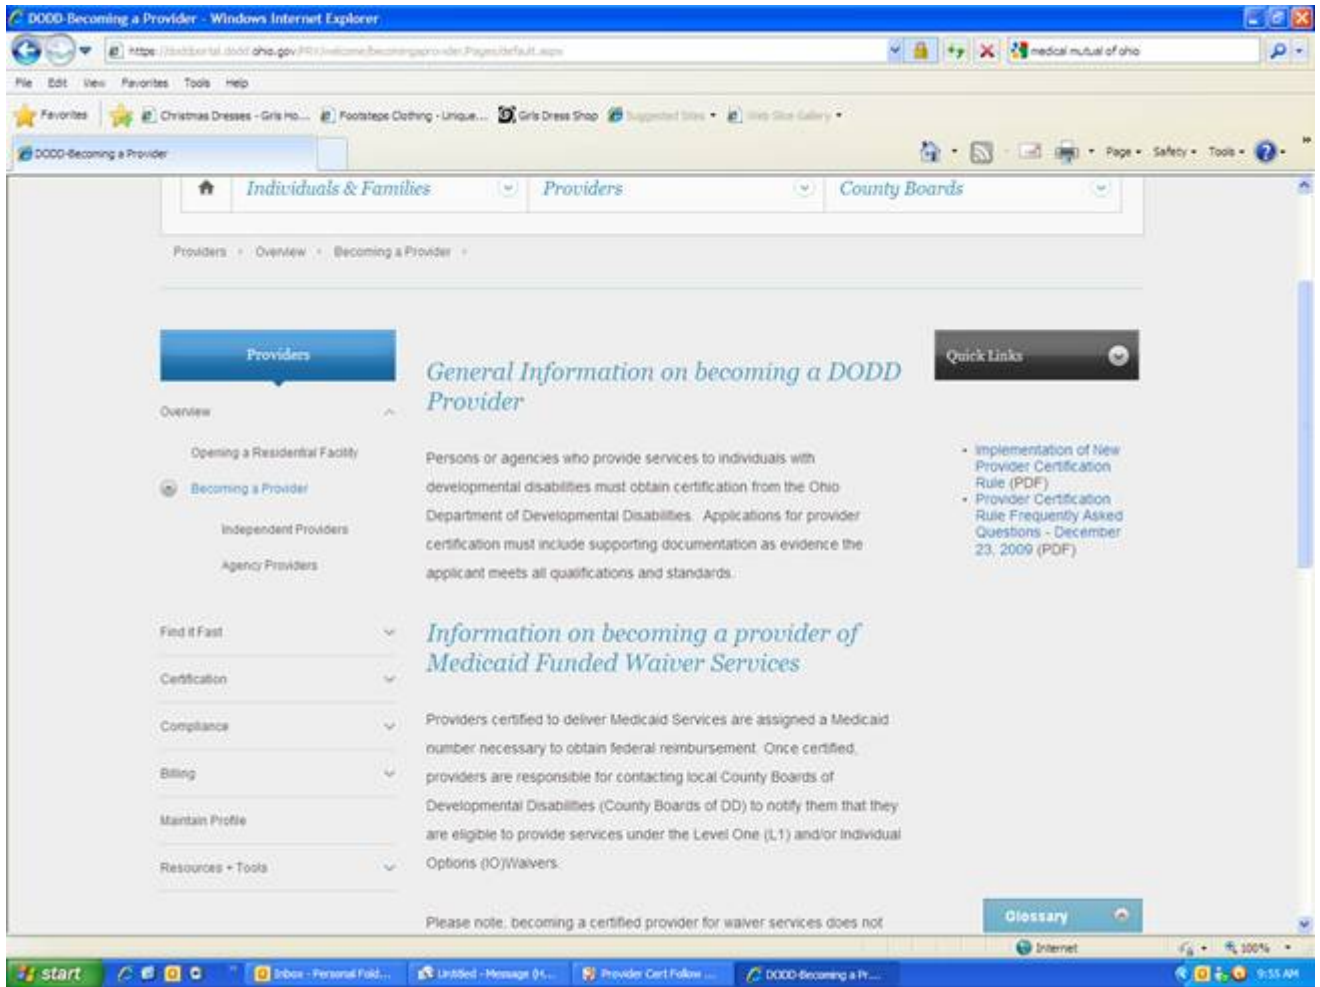 DODD-Becoming a Provider - Windows Internet Explorer
medical mutual of ohio
File Edit View Favorites Tools Help
Favorites Christmas Dresses - Girls Ho... Footsteps Clothing - Unique... Girls Dress Shop Suggested Sites Web Slice Gallery
DODD-Becoming a Provider Page Safety Tools
Individuals & Families Providers County Boards
Providers Overview Becoming a Provider
Providers
Quick Links
General Information on becoming a DODD
Provider
Overview
Opening a Residential Facility
Becoming a Provider
Independent Providers
Agency Providers
Persons or agencies who provide services to individuals with
developmental disabilities must obtain certification from the Ohio
Department of Developmental Disabilities. Applications for provider
certification must include supporting documentation as evidence the
applicant meets all qualifications and standards.
Implementation of New
Provider Certification
Rule (PDF)
Provider Certification
Rule Frequently Asked
Questions - December
23, 2009 (PDF)
Find it Fast
Certification
Compliance
Billing
Maintain Profile
Resources + Tools
Information on becoming a provider of
Medicaid Funded Waiver Services
Providers certified to deliver Medicaid Services are assigned a Medicaid
number necessary to obtain federal reimbursement. Once certified,
providers are responsible for contacting local County Boards of
Developmental Disabilities (County Boards of DD) to notify them that they
are eligible to provide services under the Level One (L1) and/or Individual
Options (IO)Waivers.
Please note, becoming a certified provider for waiver services does not
Glossary
Internet 100%
start Inbox - Personal Fold... Untitled - Message (H... Provider Cert Follow ... DODD-Becoming a Pr... 9:55 AM